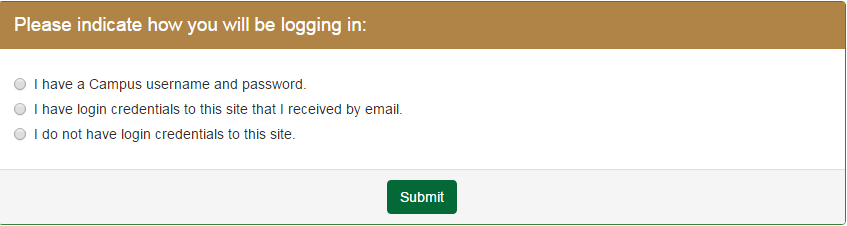 Please indicate how you will be logging in:
I have a Campus username and password.
I have login credentials to this site that I received by email.
I do not have login credentials to this site.
Submit